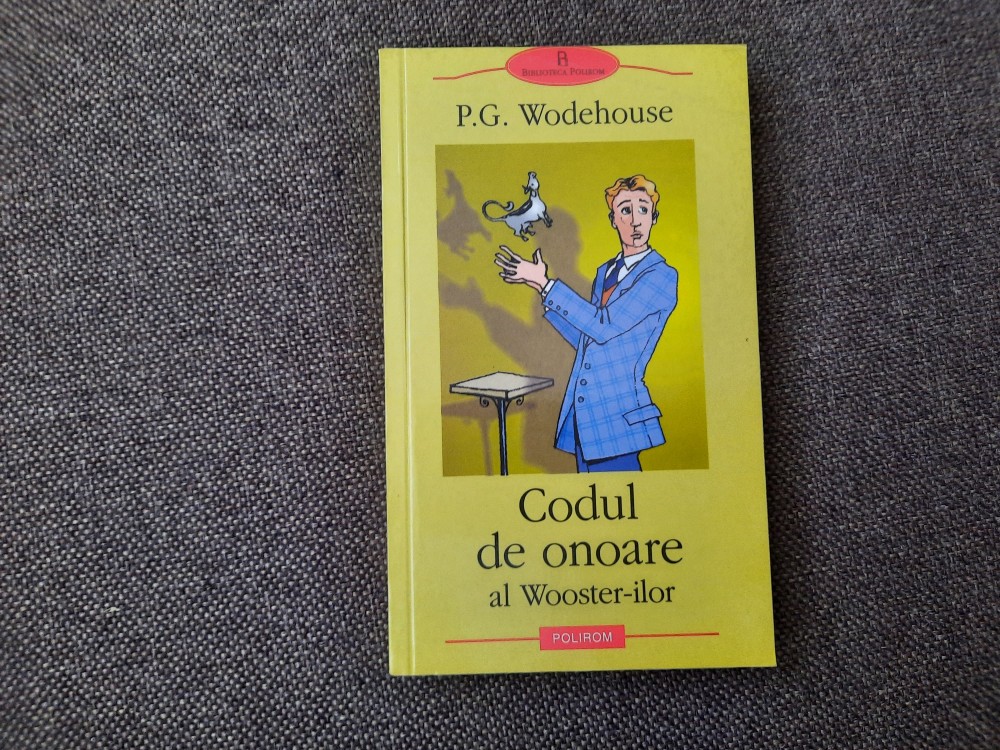 BIBLIOTECA POLIROM
P.G. Wodehouse
Codul
de onoare
al Wooster-ilor
POLIROM